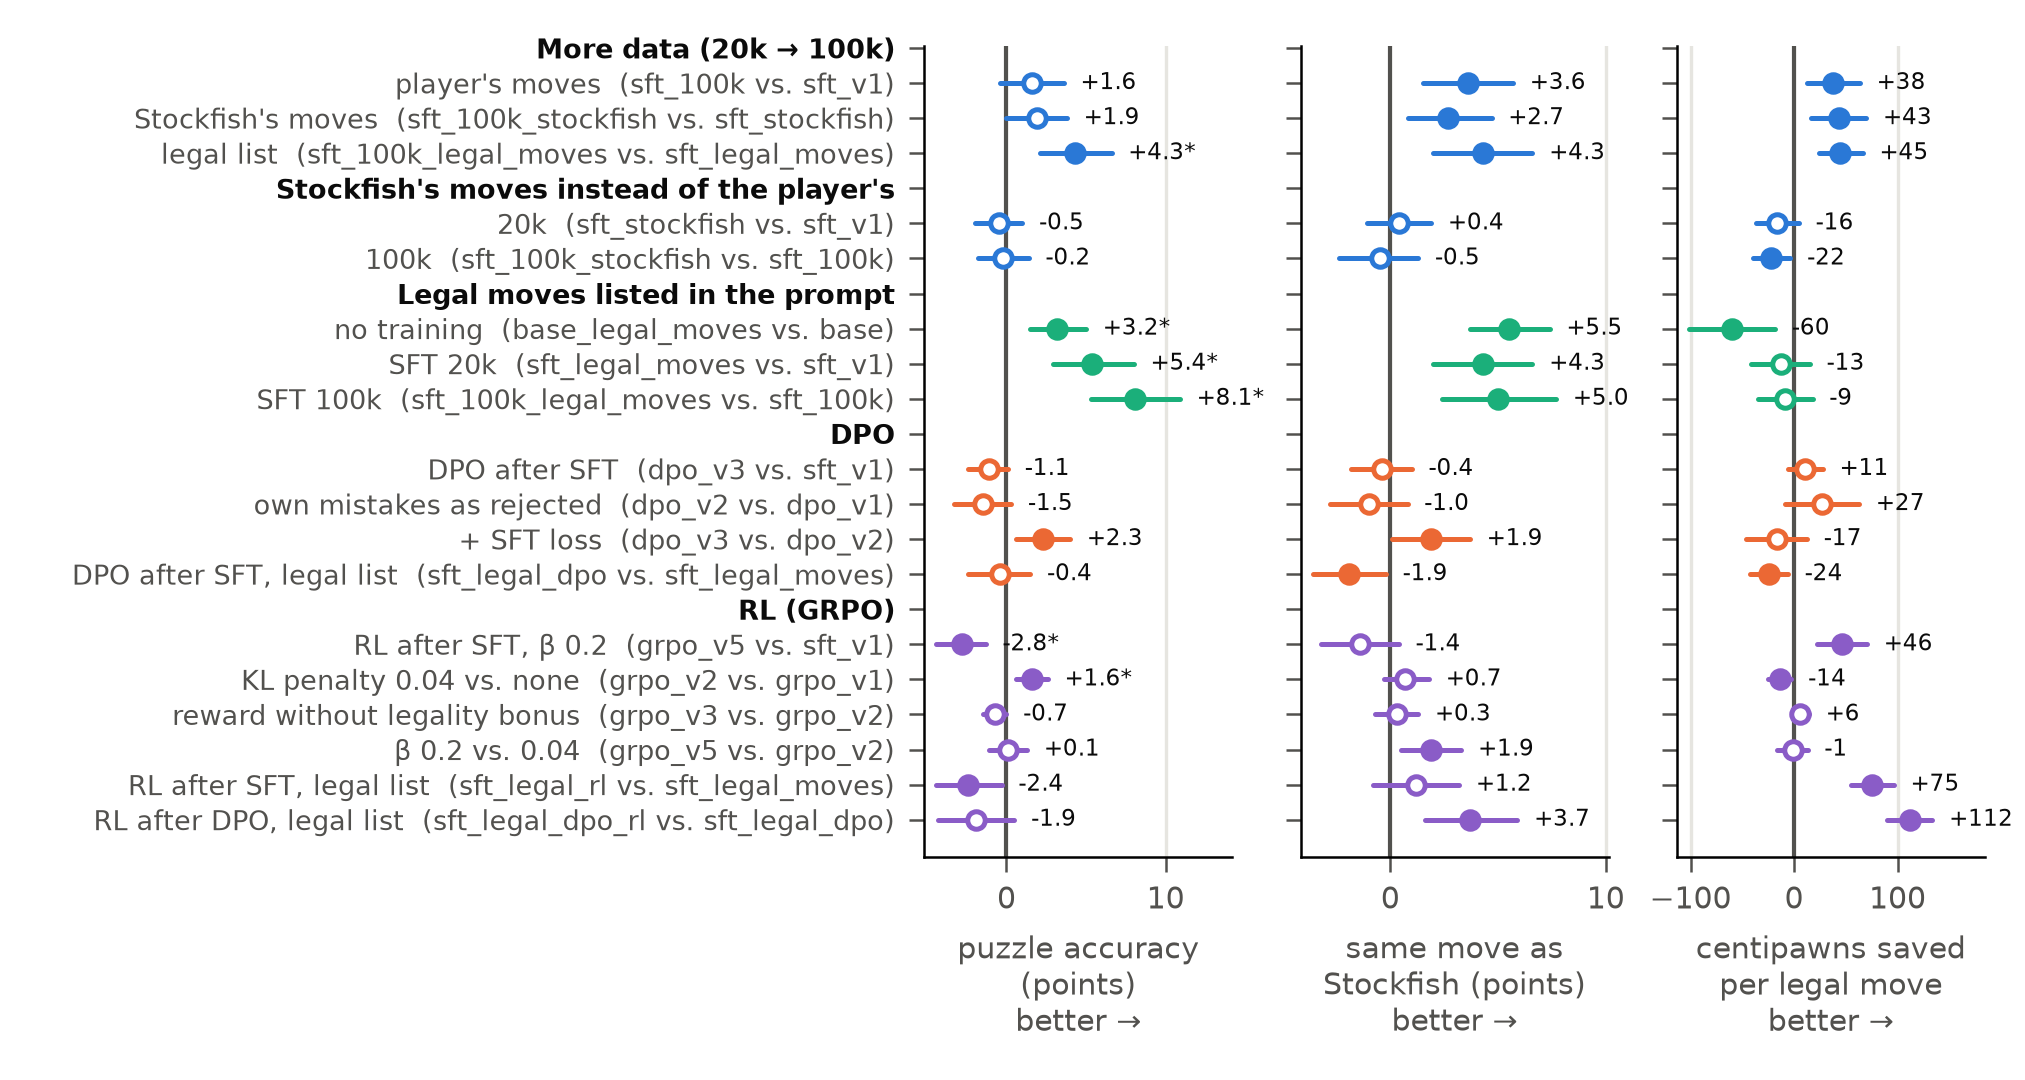 More data (20k → 100k)
player's moves (sft_100k vs. sft_v1) +1.6 +3.6 +38
Stockfish's moves (sft_100k_stockfish vs. sft_stockfish) +1.9 +2.7 +43
legal list (sft_100k_legal_moves vs. sft_legal_moves) +4.3* +4.3 +45
Stockfish's moves instead of the player's
20k (sft_stockfish vs. sft_v1) -0.5 +0.4 -16
100k (sft_100k_stockfish vs. sft_100k) -0.2 -0.5 -22
Legal moves listed in the prompt
no training (base_legal_moves vs. base) +3.2* +5.5 -60
SFT 20k (sft_legal_moves vs. sft_v1) +5.4* +4.3 -13
SFT 100k (sft_100k_legal_moves vs. sft_100k) +8.1* +5.0 -9
DPO
DPO after SFT (dpo_v3 vs. sft_v1) -1.1 -0.4 +11
own mistakes as rejected (dpo_v2 vs. dpo_v1) -1.5 -1.0 +27
+ SFT loss (dpo_v3 vs. dpo_v2) +2.3 +1.9 -17
DPO after SFT, legal list (sft_legal_dpo vs. sft_legal_moves) -0.4 -1.9 -24
RL (GRPO)
RL after SFT, β 0.2 (grpo_v5 vs. sft_v1) -2.8* -1.4 +46
KL penalty 0.04 vs. none (grpo_v2 vs. grpo_v1) +1.6* +0.7 -14
reward without legality bonus (grpo_v3 vs. grpo_v2) -0.7 +0.3 +6
β 0.2 vs. 0.04 (grpo_v5 vs. grpo_v2) +0.1 +1.9 -1
RL after SFT, legal list (sft_legal_rl vs. sft_legal_moves) -2.4 +1.2 +75
RL after DPO, legal list (sft_legal_dpo_rl vs. sft_legal_dpo) -1.9 +3.7 +112
0 10 0 10 −100 0 100
puzzle accuracy
(points)
better →
same move as
Stockfish (points)
better →
centipawns saved
per legal move
better →